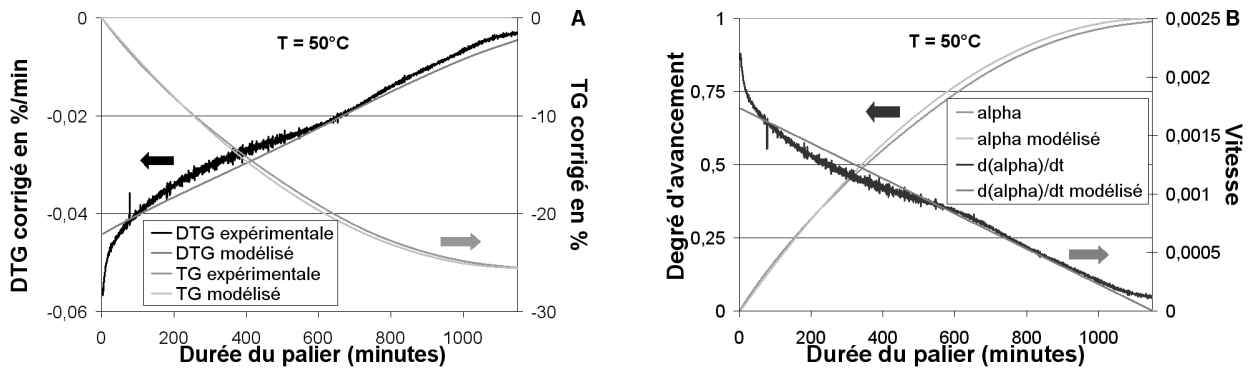 A
T = 50°C
DTG corrigé en %/min
0
-0,02
-0,04
-0,06
0
-10
-20
-30
TG corrigé en %
DTG expérimentale
DTG modélisé
TG expérimentale
TG modélisé
0
200
400
600
800
1000
Durée du palier (minutes)
B
T = 50°C
Degré d'avancement
1
0,75
0,5
0,25
0
0,0025
0,002
0,0015
0,001
0,0005
0
Vitesse
alpha
alpha modélisé
d(alpha)/dt
d(alpha)/dt modélisé
0
200
400
600
800
1000
Durée du palier (minutes)